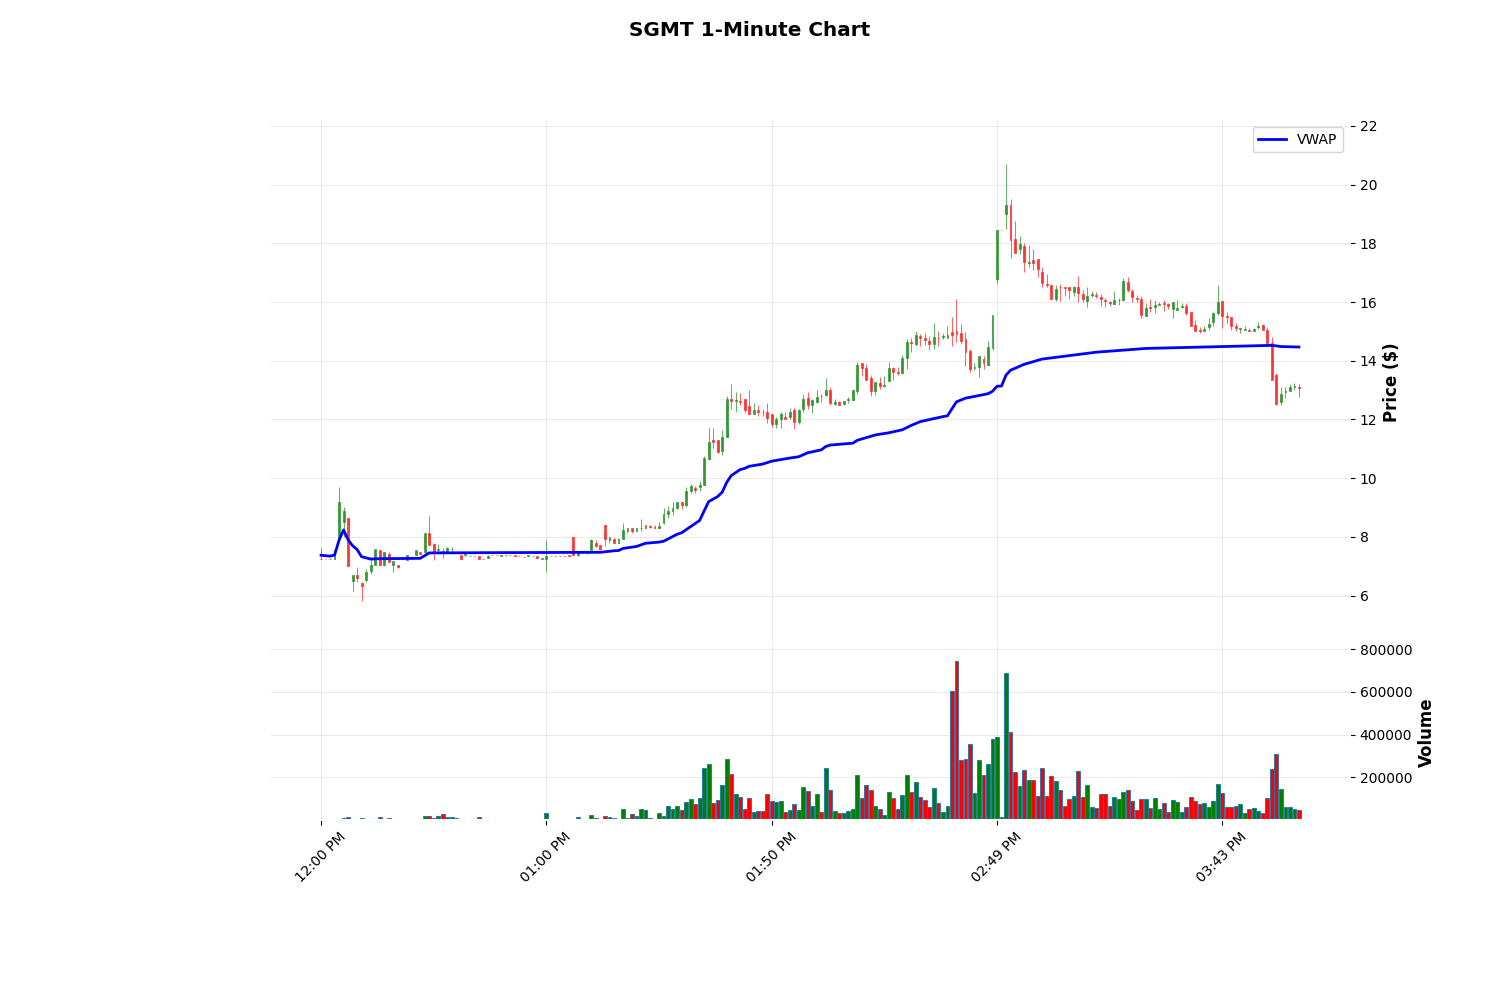 SGMT 1-Minute Chart
VWAP
22
20
18
16
14
12
10
8
6
Price ($)
800000
600000
400000
200000
Volume
12:00 PM
01:00 PM
01:50 PM
02:49 PM
03:43 PM